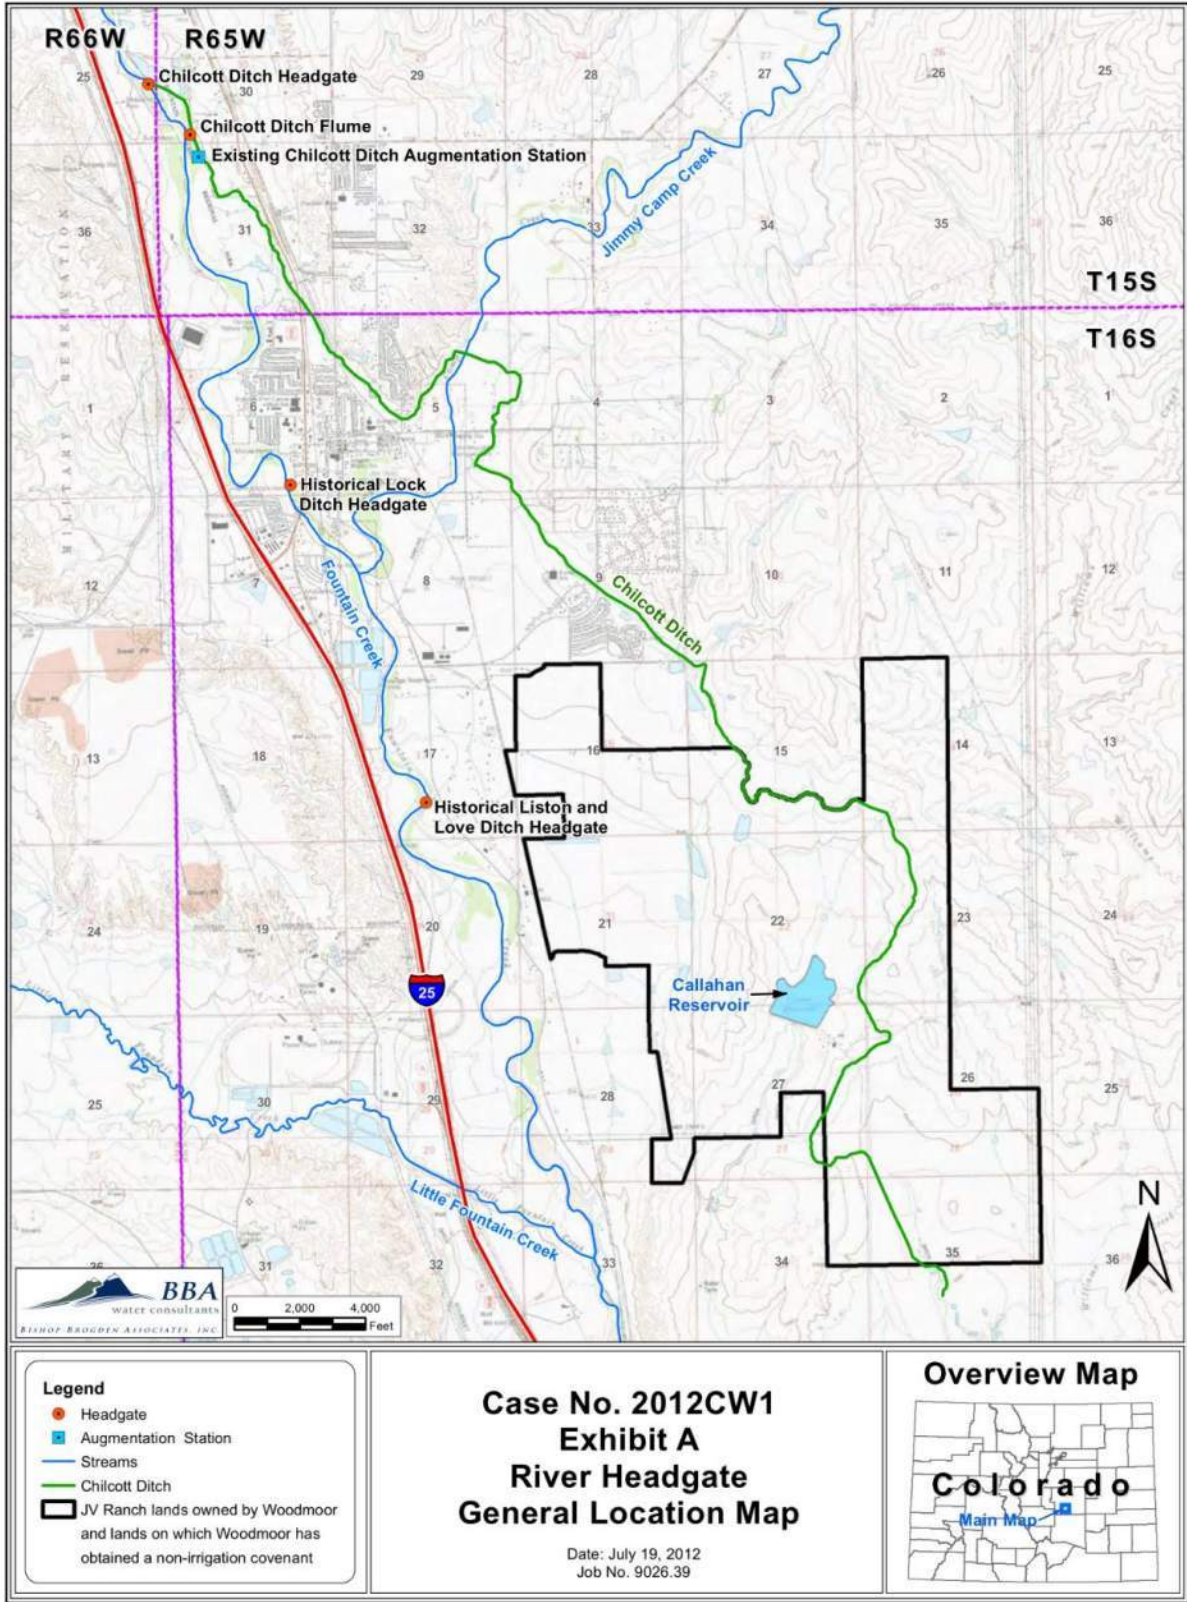 R66W
R65W
Chilcott Ditch Headgate
Chilcott Ditch Flume
Existing Chilcott Ditch Augmentation Station
25
30
29
28
27
26
25
36
31
32
33
34
35
36
Jimmy Camp Creek
Creek
MILITARY RESERVATION
T15S
T16S
1
6
5
4
3
2
1
Historical Lock
Ditch Headgate
12
7
8
9
10
11
12
Fountain Creek
Chilcott Ditch
13
18
17
16
15
14
13
Historical Liston and
Love Ditch Headgate
24
19
20
21
22
23
24
25
Callahan
Reservoir
25
30
29
28
27
26
25
Little Fountain Creek
36
31
32
33
34
35
36
N
BBA
water consultants
BISHOP BROGDEN ASSOCIATES, INC
0 2,000 4,000
Feet
Legend
Headgate
Augmentation Station
Streams
Chilcott Ditch
JV Ranch lands owned by Woodmoor
and lands on which Woodmoor has
obtained a non-irrigation covenant
Case No. 2012CW1
Exhibit A
River Headgate
General Location Map
Date: July 19, 2012
Job No. 9026.39
Overview Map
Colorado
Main Map